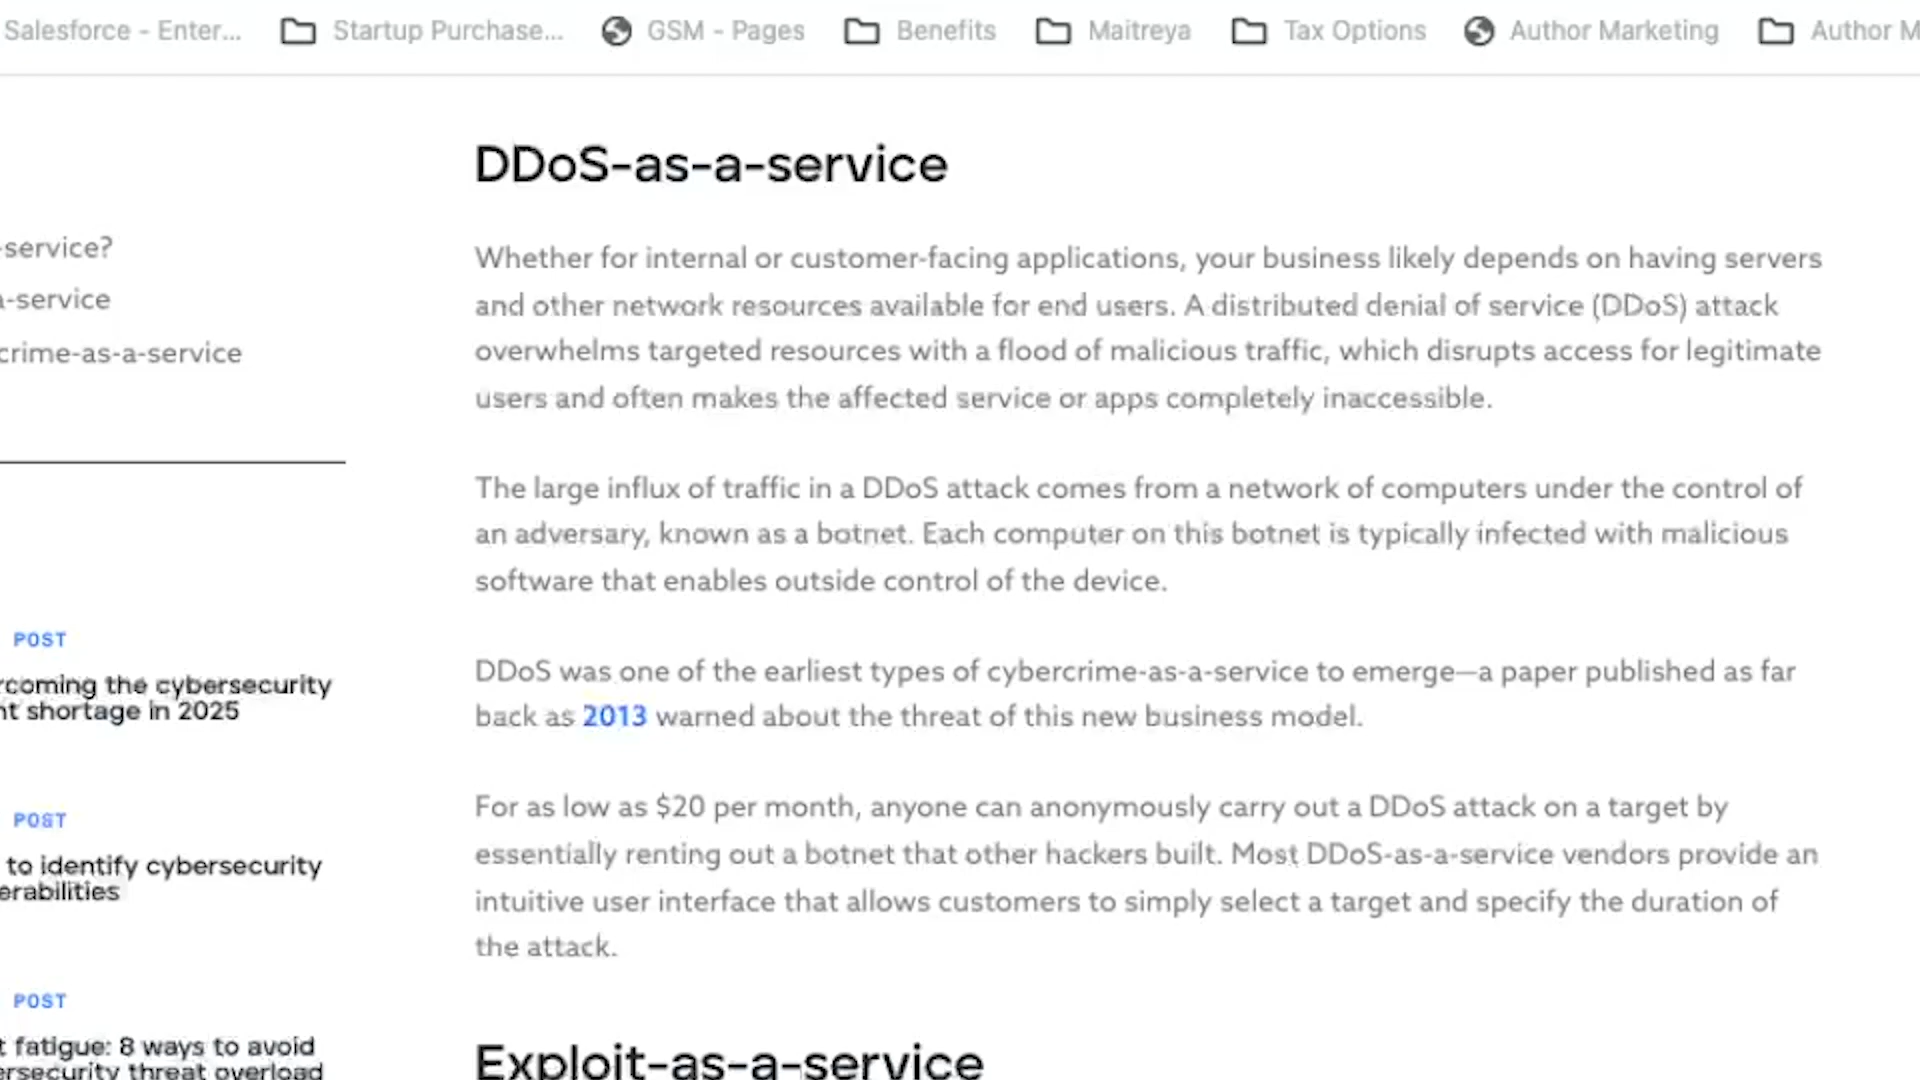 Salesforce - Enter...
Startup Purchase...
GSM - Pages
Benefits
Maitreya
Tax Options
Author Marketing
Author M
-service?
a-service
crime-as-a-service
POST
rcoming the cybersecurity
nt shortage in 2025
POST
to identify cybersecurity
erabilities
POST
t fatigue: 8 ways to avoid
ersecurity threat overload
DDoS-as-a-service
Whether for internal or customer-facing applications, your business likely depends on having servers
and other network resources available for end users. A distributed denial of service (DDoS) attack
overwhelms targeted resources with a flood of malicious traffic, which disrupts access for legitimate
users and often makes the affected service or apps completely inaccessible.
The large influx of traffic in a DDoS attack comes from a network of computers under the control of
an adversary, known as a botnet. Each computer on this botnet is typically infected with malicious
software that enables outside control of the device.
DDoS was one of the earliest types of cybercrime-as-a-service to emerge—a paper published as far
back as 2013 warned about the threat of this new business model.
For as low as $20 per month, anyone can anonymously carry out a DDoS attack on a target by
essentially renting out a botnet that other hackers built. Most DDoS-as-a-service vendors provide an
intuitive user interface that allows customers to simply select a target and specify the duration of
the attack.
Exploit-as-a-service